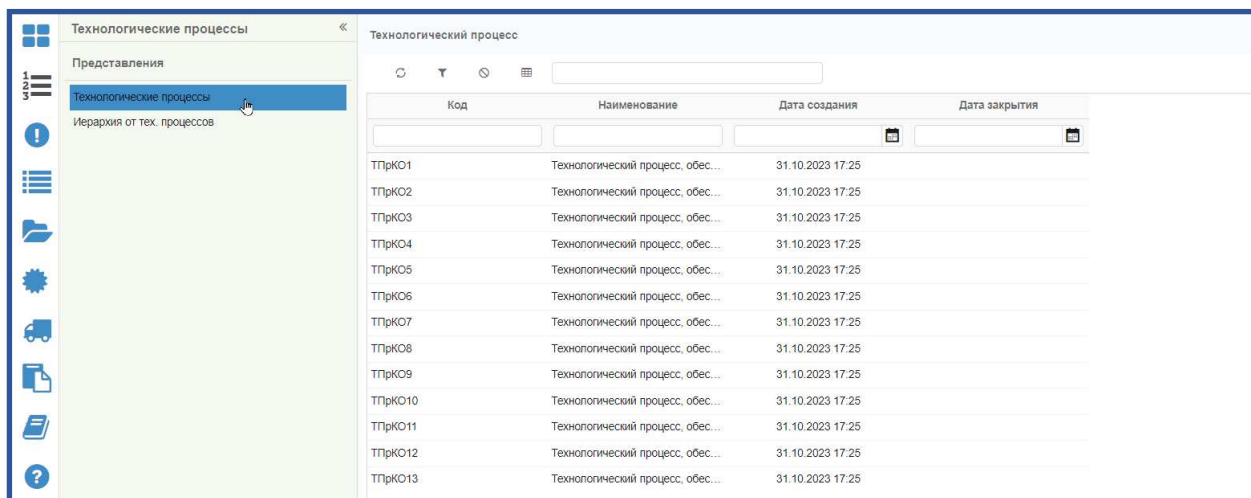 Технологические процессы «
Представления
Технологические процессы
Иерархия от тех. процессов
1
2
3
Технологический процесс
Код Наименование Дата создания Дата закрытия
ТПрКО1 Технологический процесс, обес... 31.10.2023 17:25
ТПрКО2 Технологический процесс, обес... 31.10.2023 17:25
ТПрКО3 Технологический процесс, обес... 31.10.2023 17:25
ТПрКО4 Технологический процесс, обес... 31.10.2023 17:25
ТПрКО5 Технологический процесс, обес... 31.10.2023 17:25
ТПрКО6 Технологический процесс, обес... 31.10.2023 17:25
ТПрКО7 Технологический процесс, обес... 31.10.2023 17:25
ТПрКО8 Технологический процесс, обес... 31.10.2023 17:25
ТПрКО9 Технологический процесс, обес... 31.10.2023 17:25
ТПрКО10 Технологический процесс, обес... 31.10.2023 17:25
ТПрКО11 Технологический процесс, обес... 31.10.2023 17:25
ТПрКО12 Технологический процесс, обес... 31.10.2023 17:25
ТПрКО13 Технологический процесс, обес... 31.10.2023 17:25